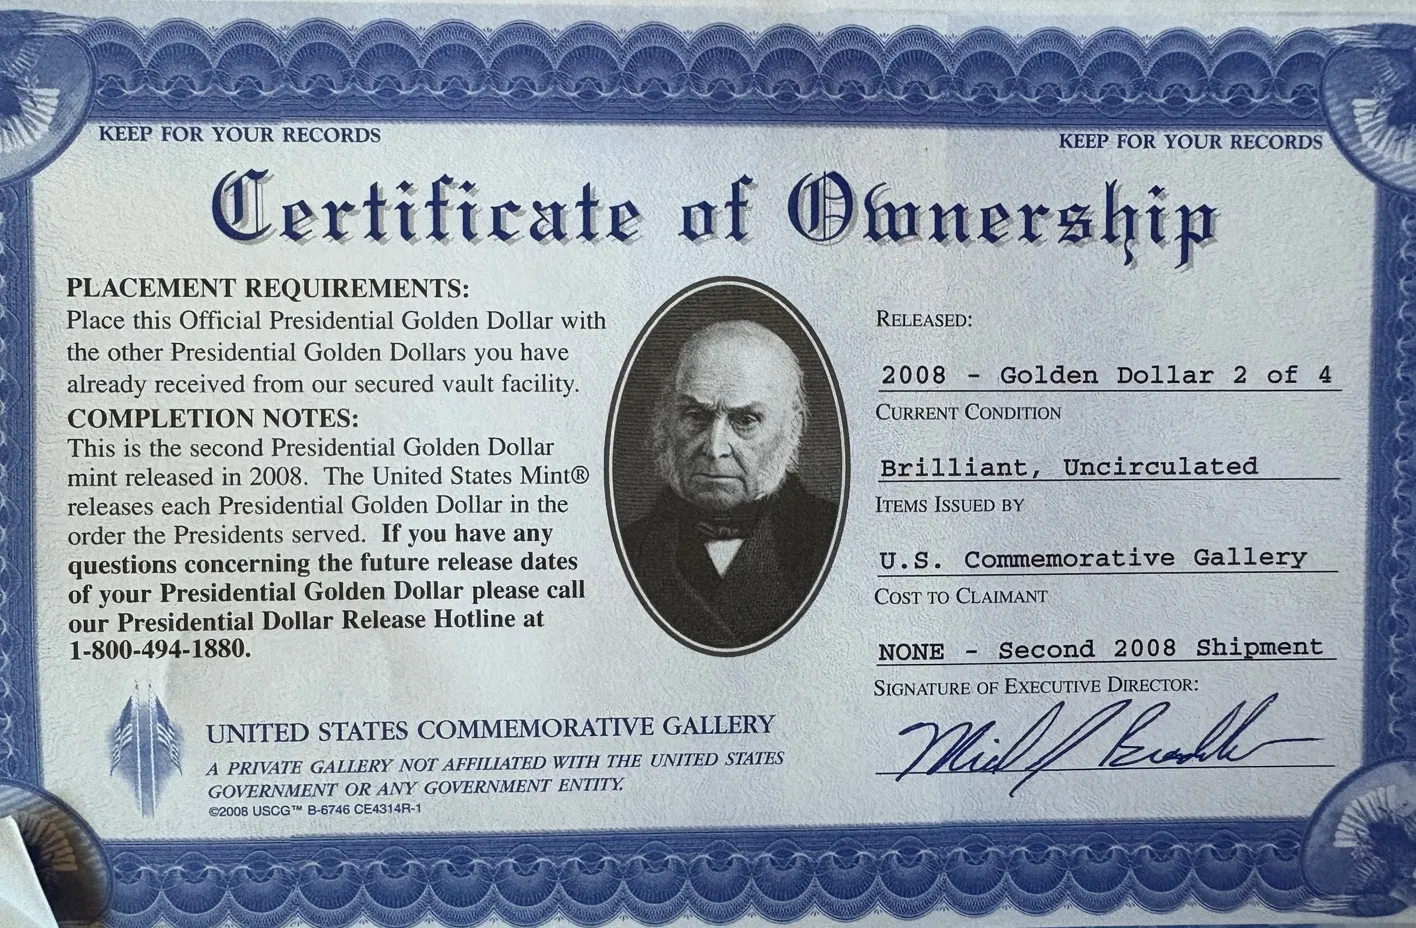 KEEP FOR YOUR RECORDS
KEEP FOR YOUR RECORDS
Certificate of Ownership
PLACEMENT REQUIREMENTS:
Place this Official Presidential Golden Dollar with
the other Presidential Golden Dollars you have
already received from our secured vault facility.
COMPLETION NOTES:
This is the second Presidential Golden Dollar
mint released in 2008. The United States Mint®
releases each Presidential Golden Dollar in the
order the Presidents served. If you have any
questions concerning the future release dates
of your Presidential Golden Dollar please call
our Presidential Dollar Release Hotline at
1-800-494-1880.
RELEASED:
2008 - Golden Dollar 2 of 4
CURRENT CONDITION
Brilliant, Uncirculated
ITEMS ISSUED BY
U.S. Commemorative Gallery
COST TO CLAIMANT
NONE - Second 2008 Shipment
SIGNATURE OF EXECUTIVE DIRECTOR:
UNITED STATES COMMEMORATIVE GALLERY
A PRIVATE GALLERY NOT AFFILIATED WITH THE UNITED STATES
GOVERNMENT OR ANY GOVERNMENT ENTITY.
©2008 USCG™ B-6746 CE4314R-1